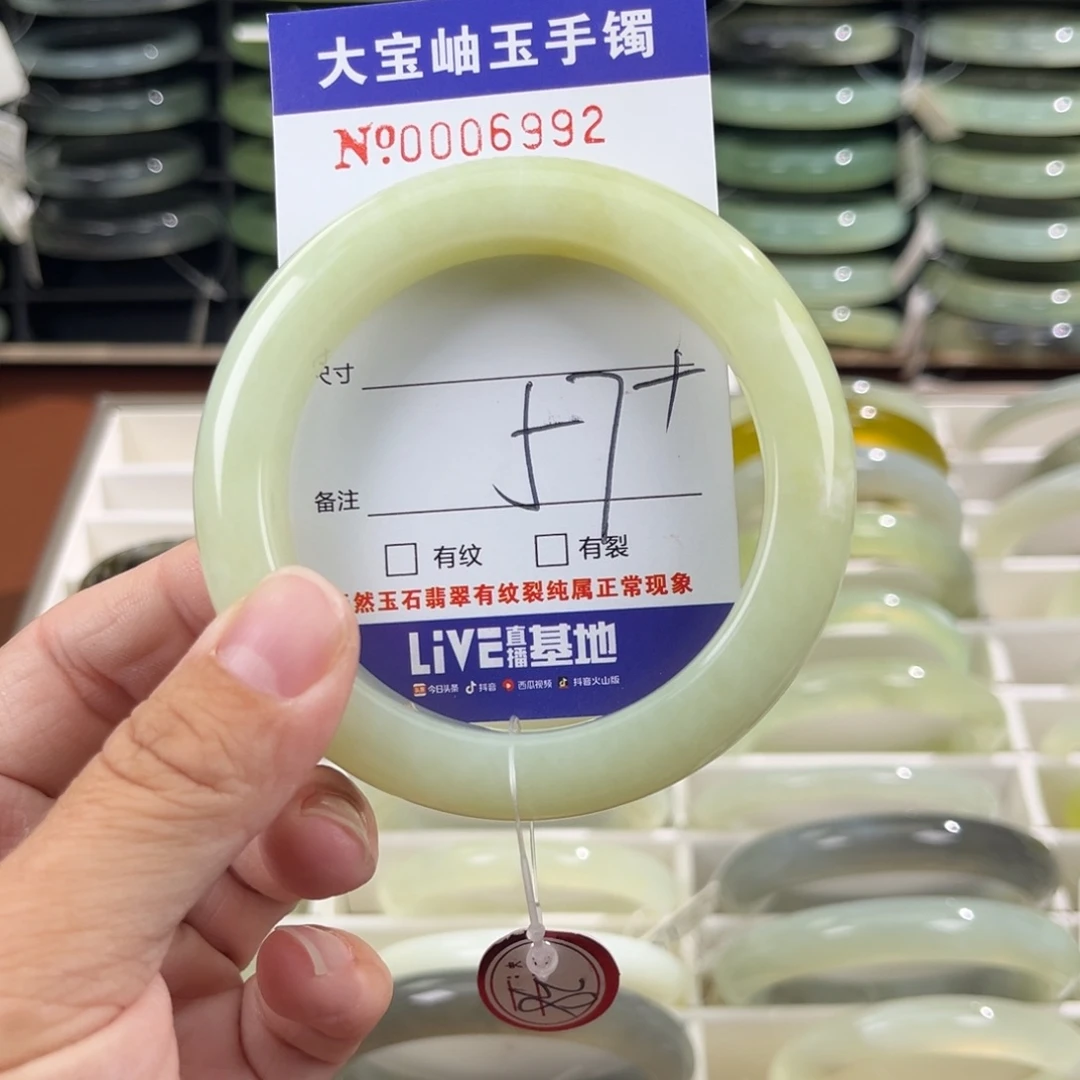 大宝岫玉手镯
Nº0006992
尺寸
57+
备注
有纹 有裂
然玉石翡翠有纹裂纯属正常现象
LiVE直播基地
今日头条 抖音 西瓜视频 抖音火山版